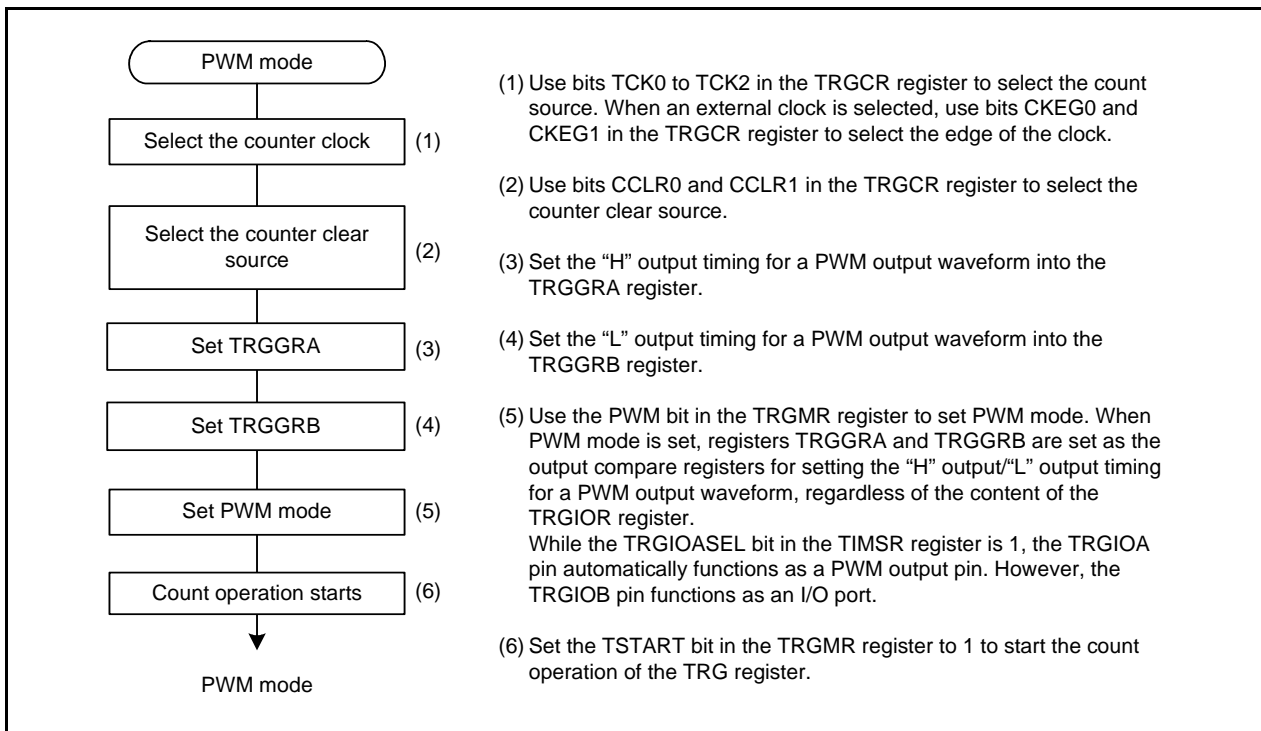 PWM mode
Select the counter clock
(1)
Select the counter clear
source
(2)
Set TRGGRA
(3)
Set TRGGRB
(4)
Set PWM mode
(5)
Count operation starts
(6)
PWM mode
(1) Use bits TCK0 to TCK2 in the TRGCR register to select the count
source. When an external clock is selected, use bits CKEG0 and
CKEG1 in the TRGCR register to select the edge of the clock.
(2) Use bits CCLR0 and CCLR1 in the TRGCR register to select the
counter clear source.
(3) Set the “H” output timing for a PWM output waveform into the
TRGGRA register.
(4) Set the “L” output timing for a PWM output waveform into the
TRGGRB register.
(5) Use the PWM bit in the TRGMR register to set PWM mode. When
PWM mode is set, registers TRGGRA and TRGGRB are set as the
output compare registers for setting the “H” output/“L” output timing
for a PWM output waveform, regardless of the content of the
TRGIOR register.
While the TRGIOASEL bit in the TIMSR register is 1, the TRGIOA
pin automatically functions as a PWM output pin. However, the
TRGIOB pin functions as an I/O port.
(6) Set the TSTART bit in the TRGMR register to 1 to start the count
operation of the TRG register.